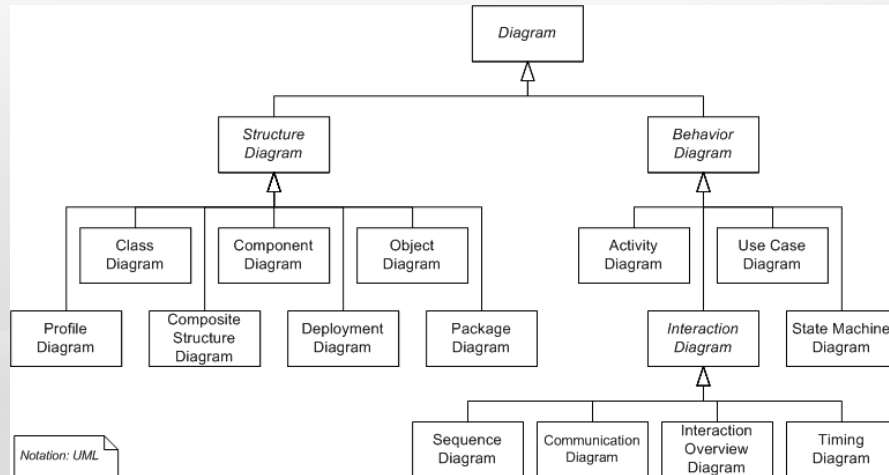 Diagram
Structure
Diagram
Behavior
Diagram
Class
Diagram
Component
Diagram
Object
Diagram
Activity
Diagram
Use Case
Diagram
Profile
Diagram
Composite
Structure
Diagram
Deployment
Diagram
Package
Diagram
Interaction
Diagram
State Machine
Diagram
Sequence
Diagram
Communication
Diagram
Interaction
Overview
Diagram
Timing
Diagram
Notation: UML